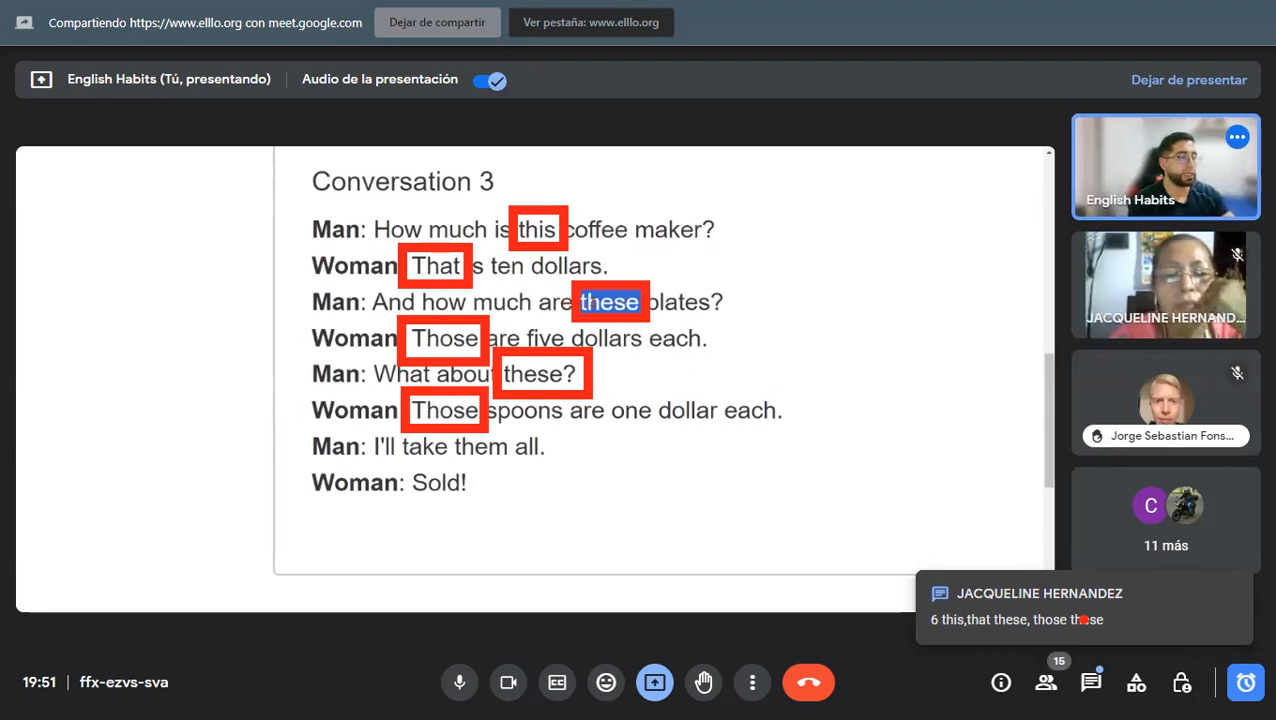 Compartiendo https://www.elllo.org con meet.google.com
Dejar de compartir
Ver pestaña: www.elllo.org
English Habits (Tú, presentando)
Audio de la presentación
Dejar de presentar
Conversation 3
Man: How much is this coffee maker?
Woman: That is ten dollars.
Man: And how much are these plates?
Woman: Those are five dollars each.
Man: What about these?
Woman: Those spoons are one dollar each.
Man: I'll take them all.
Woman: Sold!
English Habits
JACQUELINE HERNAND...
Jorge Sebastian Fons...
C
11 más
JACQUELINE HERNANDEZ
6 this,that these, those these
19:51 ffx-ezvs-sva
CC
15